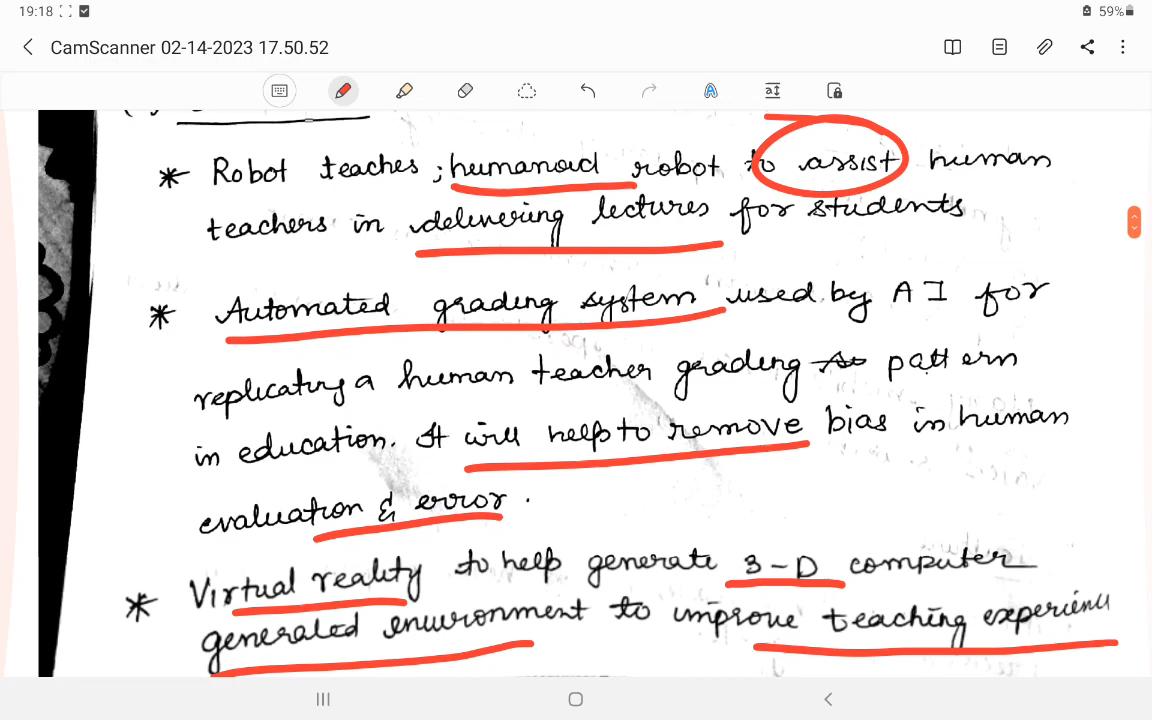 19:18
59%
CamScanner 02-14-2023 17.50.52
* Robot teaches ; humanoid robot to assist human
teachers in delivering lectures for students
* Automated grading system used by AI for
replicating a human teacher grading pattern
in education. It will help to remove bias in human
evaluation & error.
* Virtual reality to help generate 3-D computer
generated environment to improve teaching experience